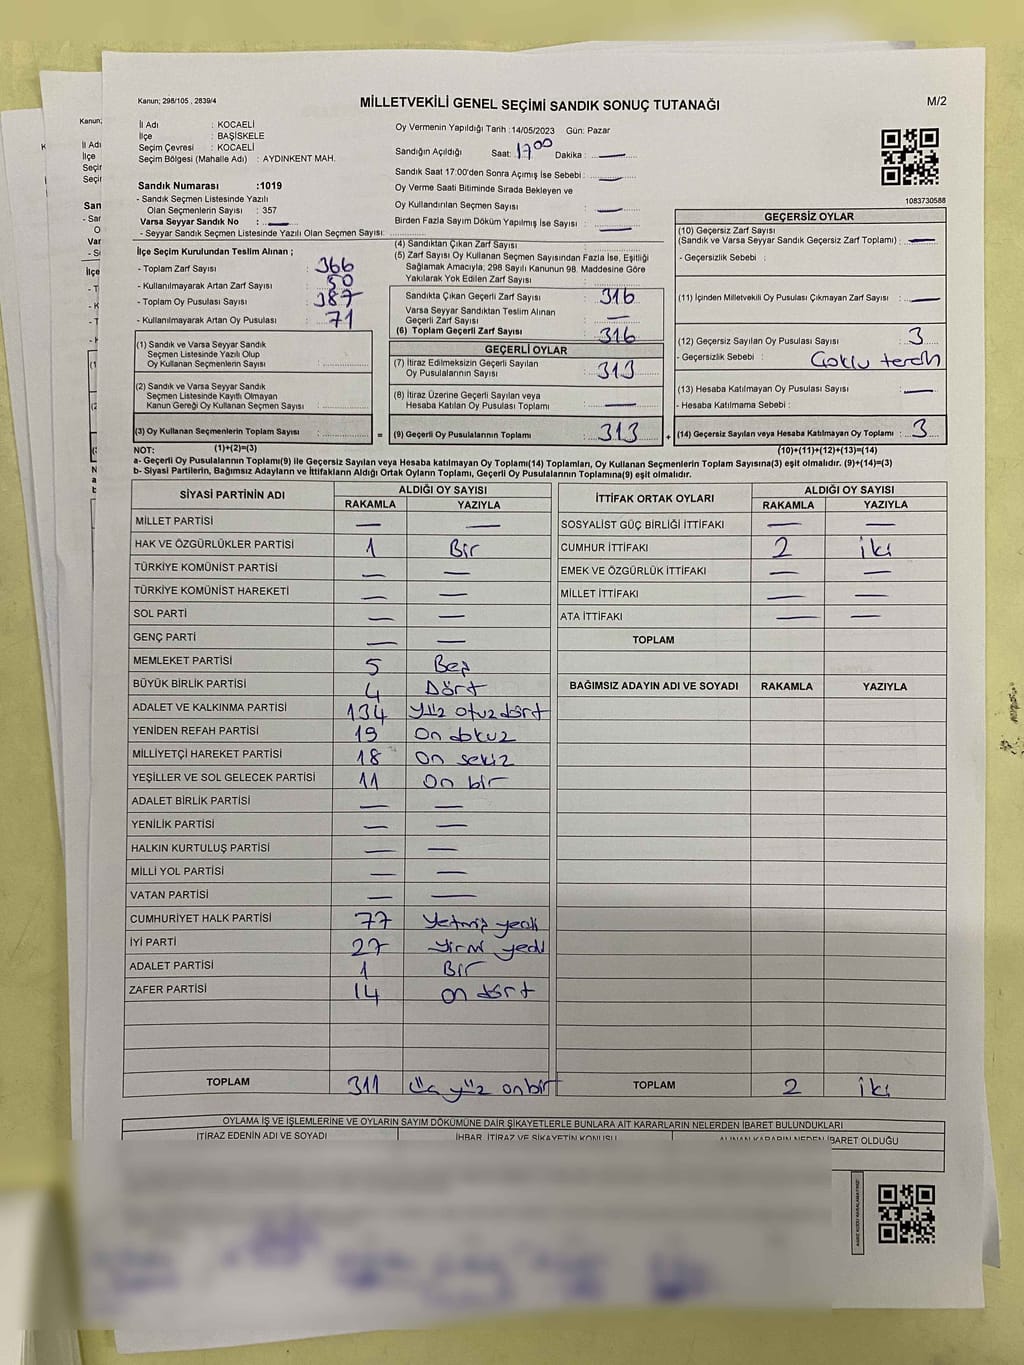 Kanun; 298/105 , 2839/4
MİLLETVEKİLİ GENEL SEÇİMİ SANDIK SONUÇ TUTANAĞI
M/2
İl Adı : KOCAELİ
İlçe : BAŞİSKELE
Seçim Çevresi : KOCAELİ
Seçim Bölgesi (Mahalle Adı) : AYDINKENT MAH.
Sandık Numarası :1019
- Sandık Seçmen Listesinde Yazılı
Olan Seçmenlerin Sayısı : 357
Varsa Seyyar Sandık No : —
- Seyyar Sandık Seçmen Listesinde Yazılı Olan Seçmen Sayısı:
Oy Vermenin Yapıldığı Tarih :14/05/2023 Gün: Pazar
Sandığın Açıldığı Saat: 17 00 Dakika : —
Sandık Saat 17:00'den Sonra Açılmış İse Sebebi : —
Oy Verme Saati Bitiminde Sırada Bekleyen ve
Oy Kullandırılan Seçmen Sayısı : —
Birden Fazla Sayım Döküm Yapılmış İse Sayısı : —
1083730588
İlçe Seçim Kurulundan Teslim Alınan ;
- Toplam Zarf Sayısı : 366
- Kullanılmayarak Artan Zarf Sayısı : 50
- Toplam Oy Pusulası Sayısı : 387
- Kullanılmayarak Artan Oy Pusulası : 71
(1) Sandık ve Varsa Seyyar Sandık
Seçmen Listesinde Yazılı Olup
Oy Kullanan Seçmenlerin Sayısı :
(2) Sandık ve Varsa Seyyar Sandık
Seçmen Listesinde Kayıtlı Olmayan
Kanun Gereği Oy Kullanan Seçmen Sayısı :
(3) Oy Kullanan Seçmenlerin Toplam Sayısı :
(4) Sandıktan Çıkan Zarf Sayısı :
(5) Zarf Sayısı Oy Kullanan Seçmen Sayısından Fazla İse, Eşitliği
Sağlamak Amacıyla; 298 Sayılı Kanunun 98. Maddesine Göre
Yakılarak Yok Edilen Zarf Sayısı :
Sandıkta Çıkan Geçerli Zarf Sayısı : 316
Varsa Seyyar Sandıktan Teslim Alınan
Geçerli Zarf Sayısı : —
(6) Toplam Geçerli Zarf Sayısı : 316
GEÇERLİ OYLAR
(7) İtiraz Edilmeksizin Geçerli Sayılan
Oy Pusulalarının Sayısı : 313
(8) İtiraz Üzerine Geçerli Sayılan veya
Hesaba Katılan Oy Pusulası Toplamı : —
= (9) Geçerli Oy Pusulalarının Toplamı : 313
GEÇERSİZ OYLAR
(10) Geçersiz Zarf Sayısı
(Sandık ve Varsa Seyyar Sandık Geçersiz Zarf Toplamı) : —
- Geçersizlik Sebebi :
(11) İçinden Milletvekili Oy Pusulası Çıkmayan Zarf Sayısı : —
(12) Geçersiz Sayılan Oy Pusulası Sayısı : 3
- Geçersizlik Sebebi : Çoklu tercih
(13) Hesaba Katılmayan Oy Pusulası Sayısı : —
- Hesaba Katılmama Sebebi :
+ (14) Geçersiz Sayılan veya Hesaba Katılmayan Oy Toplamı : 3
NOT: (1)+(2)=(3)
(10)+(11)+(12)+(13)=(14)
a- Geçerli Oy Pusulalarının Toplamı(9) ile Geçersiz Sayılan veya Hesaba katılmayan Oy Toplamı(14) Toplamları, Oy Kullanan Seçmenlerin Toplam Sayısına(3) eşit olmalıdır. (9)+(14)=(3)
b- Siyasi Partilerin, Bağımsız Adayların ve İttifakların Aldığı Ortak Oyların Toplamı, Geçerli Oy Pusulalarının Toplamına(9) eşit olmalıdır.
SİYASİ PARTİNİN ADI ALDIĞI OY SAYISI
RAKAMLA YAZIYLA
MİLLET PARTİSİ — —
HAK VE ÖZGÜRLÜKLER PARTİSİ 1 Bir
TÜRKİYE KOMÜNİST PARTİSİ — —
TÜRKİYE KOMÜNİST HAREKETİ — —
SOL PARTİ — —
GENÇ PARTİ — —
MEMLEKET PARTİSİ 5 Beş
BÜYÜK BİRLİK PARTİSİ 4 Dört
ADALET VE KALKINMA PARTİSİ 134 Yüz otuz dört
YENİDEN REFAH PARTİSİ 19 On dokuz
MİLLİYETÇİ HAREKET PARTİSİ 18 On sekiz
YEŞİLLER VE SOL GELECEK PARTİSİ 11 On bir
ADALET BİRLİK PARTİSİ — —
YENİLİK PARTİSİ — —
HALKIN KURTULUŞ PARTİSİ — —
MİLLİ YOL PARTİSİ — —
VATAN PARTİSİ — —
CUMHURİYET HALK PARTİSİ 77 Yetmiş yedi
İYİ PARTİ 27 Yirmi yedi
ADALET PARTİSİ 1 Bir
ZAFER PARTİSİ 14 On dört
TOPLAM 311 Üç yüz on bir
İTTİFAK ORTAK OYLARI ALDIĞI OY SAYISI
RAKAMLA YAZIYLA
SOSYALİST GÜÇ BİRLİĞİ İTTİFAKI — —
CUMHUR İTTİFAKI 2 iki
EMEK VE ÖZGÜRLÜK İTTİFAKI — —
MİLLET İTTİFAKI — —
ATA İTTİFAKI — —
TOPLAM
BAĞIMSIZ ADAYIN ADI VE SOYADI RAKAMLA YAZIYLA
TOPLAM 2 iki
OYLAMA İŞ VE İŞLEMLERİNE VE OYLARIN SAYIM DÖKÜMÜNE DAİR ŞİKAYETLERLE BUNLARA AİT KARARLARIN NELERDEN İBARET BULUNDUKLARI
İTİRAZ EDENİN ADI VE SOYADI İHBAR, İTİRAZ VE ŞİKAYETİN KONUSU ALINAN KARARIN NEDEN İBARET OLDUĞU